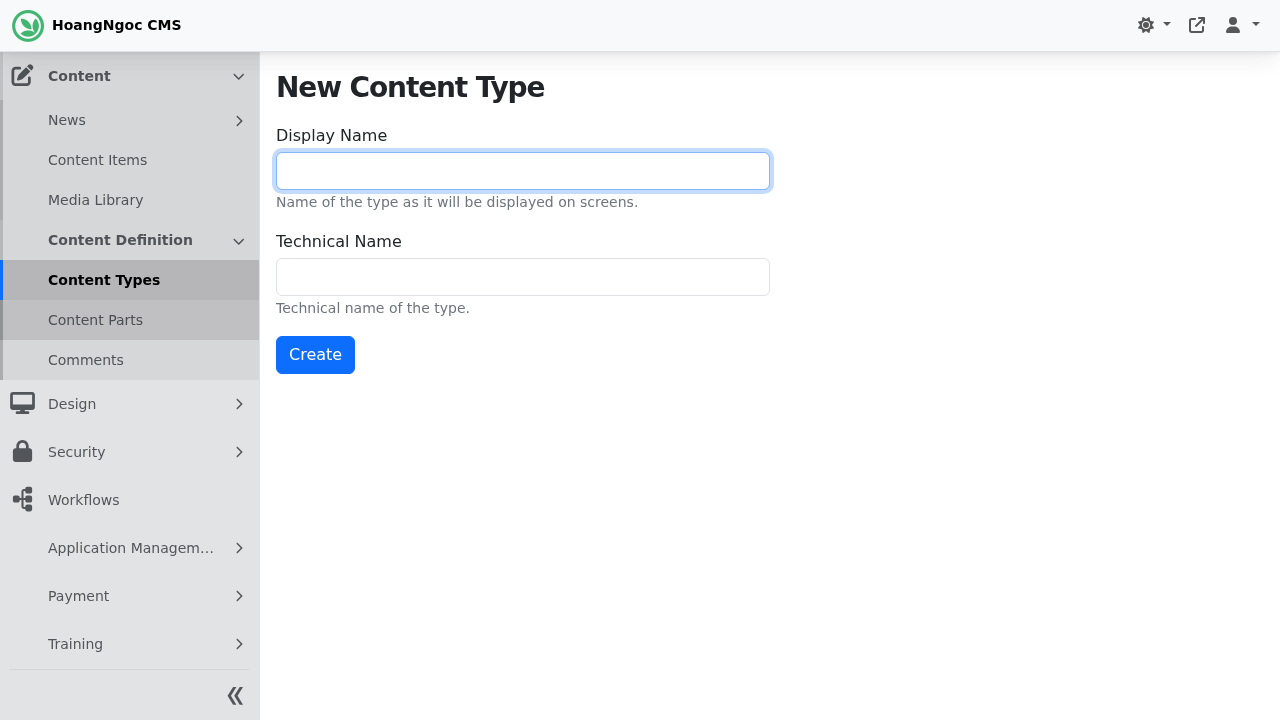 HoangNgoc CMS
Content
News
Content Items
Media Library
Content Definition
Content Types
Content Parts
Comments
Design
Security
Workflows
Application Managem…
Payment
Training
New Content Type
Display Name
Name of the type as it will be displayed on screens.
Technical Name
Technical name of the type.
Create